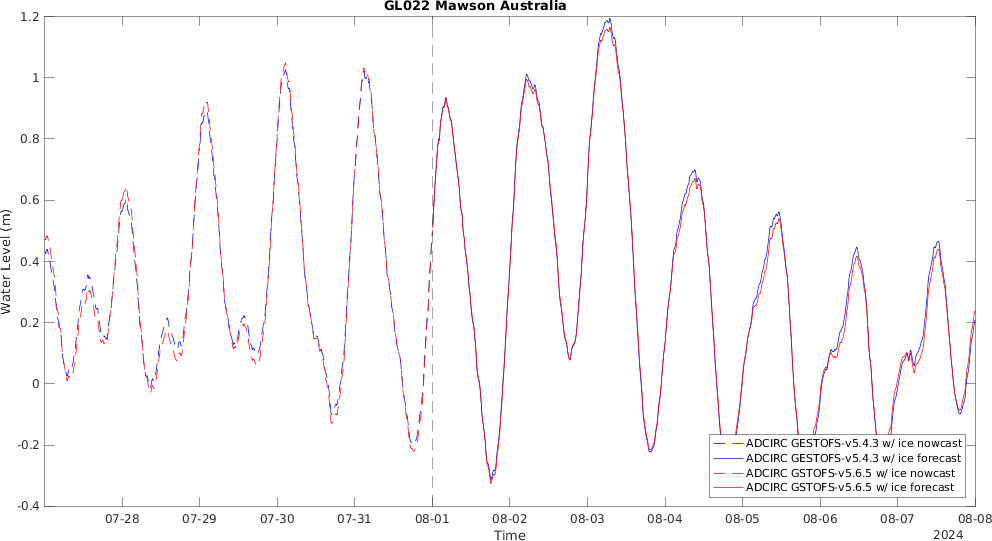 GL022 Mawson Australia
1.2
1
0.8
0.6
0.4
0.2
0
-0.2
-0.4
Water Level (m)
ADCIRC GESTOFS-v5.4.3 w/ ice nowcast
ADCIRC GESTOFS-v5.4.3 w/ ice forecast
ADCIRC GSTOFS-v5.6.5 w/ ice nowcast
ADCIRC GSTOFS-v5.6.5 w/ ice forecast
07-28 07-29 07-30 07-31 08-01 08-02 08-03 08-04 08-05 08-06 08-07 08-08
Time
2024